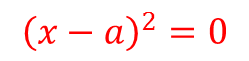 (x − a)² = 0